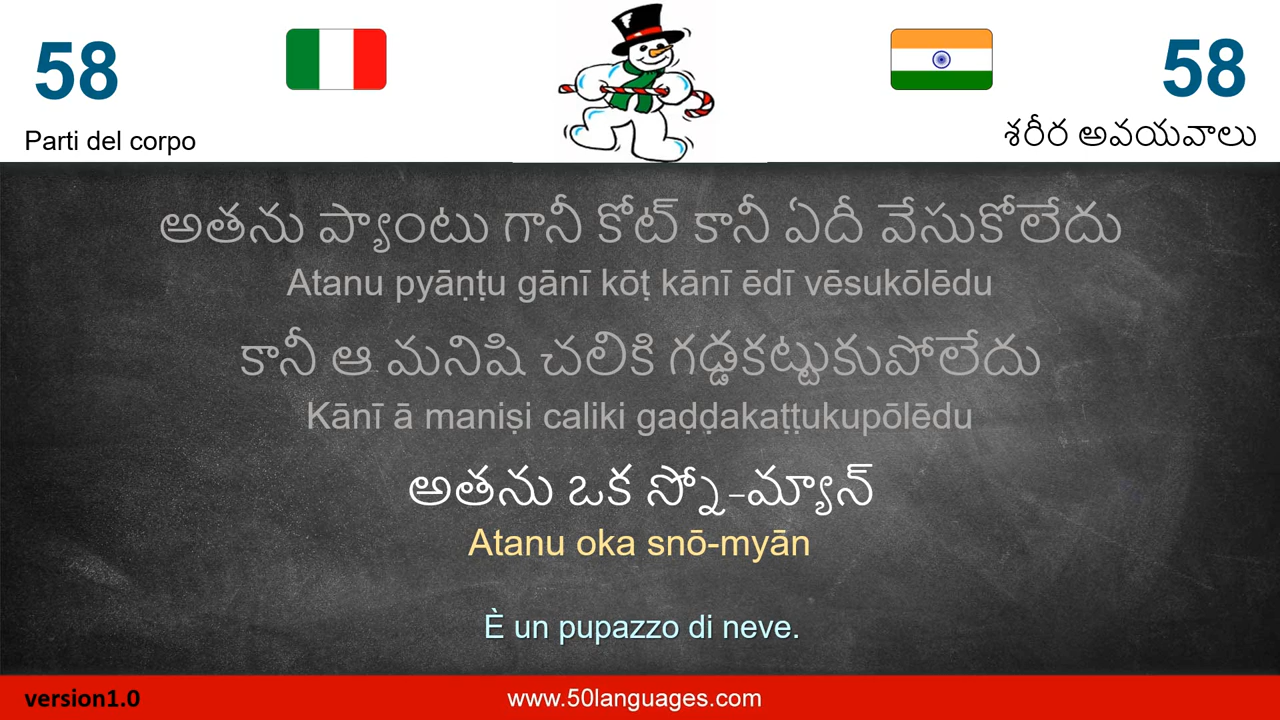 58
58
Parti del corpo
శరీర అవయవాలు
అతను ప్యాంటు గానీ కోట్ కానీ ఏదీ వేసుకోలేదు
Atanu pyāṇṭu gānī kōṭ kānī ēdī vēsukōlēdu
కానీ ఆ మనిషి చలికి గడ్డకట్టుకుపోలేదు
Kānī ā maniṣi caliki gaḍḍakaṭṭukupōlēdu
అతను ఒక స్నో-మ్యాన్
Atanu oka snō-myān
È un pupazzo di neve.
version1.0
www.50languages.com